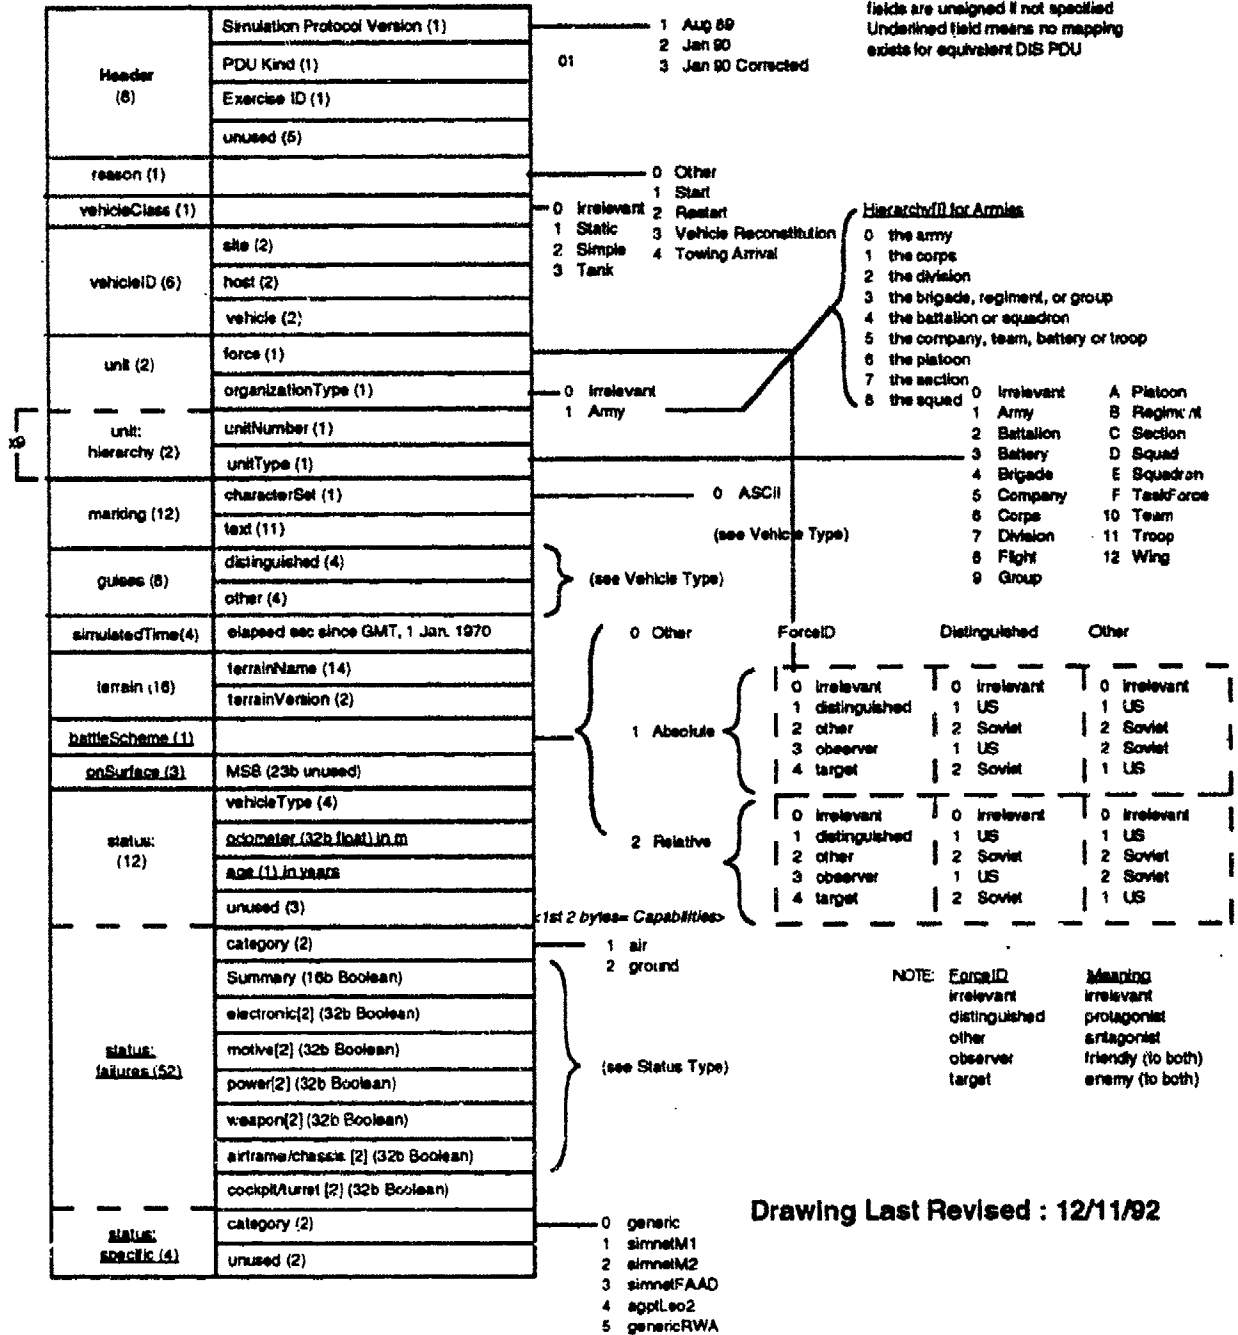 fields are unsigned if not specified
Underlined field means no mapping
exists for equivalent DIS PDU
Header
(8)
Simulation Protocol Version (1)
1 Aug 89
2 Jan 90
3 Jan 90 Corrected
PDU Kind (1)
01
Exercise ID (1)
unused (5)
reason (1)
0 Other
1 Start
2 Restart
3 Vehicle Reconstitution
4 Towing Arrival
vehicleClass (1)
0 Irrelevant
1 Static
2 Simple
3 Tank
vehicleID (6)
site (2)
host (2)
vehicle (2)
Hierarchy[i] for Armies
0 the army
1 the corps
2 the division
3 the brigade, regiment, or group
4 the battalion or squadron
5 the company, team, battery or troop
6 the platoon
7 the section
8 the squad
unit (2)
force (1)
organizationType (1)
0 Irrelevant
1 Army
x9
unit:
hierarchy (2)
unitNumber (1)
unitType (1)
0 Irrelevant
1 Army
2 Battalion
3 Battery
4 Brigade
5 Company
6 Corps
7 Division
8 Flight
9 Group
A Platoon
B Regiment
C Section
D Squad
E Squadron
F TaskForce
10 Team
11 Troop
12 Wing
marking (12)
characterSet (1)
0 ASCII
text (11)
(see Vehicle Type)
guises (8)
distinguished (4)
other (4)
(see Vehicle Type)
simulatedTime(4)
elapsed sec since GMT, 1 Jan. 1970
terrain (16)
terrainName (14)
terrainVersion (2)
battleScheme (1)
0 Other
1 Absolute
2 Relative
ForceID Distinguished Other
0 irrelevant 0 irrelevant 0 irrelevant
1 distinguished 1 US 1 US
2 other 2 Soviet 2 Soviet
3 observer 1 US 2 Soviet
4 target 2 Soviet 1 US
0 irrelevant 0 irrelevant 0 irrelevant
1 distinguished 1 US 1 US
2 other 2 Soviet 2 Soviet
3 observer 1 US 2 Soviet
4 target 2 Soviet 1 US
onSurface (3)
MSB (23b unused)
status:
(12)
vehicleType (4)
odometer (32b float) in m
age (1) in years
unused (3)
<1st 2 bytes= Capabilities>
status:
failures (52)
category (2)
1 air
2 ground
Summary (16b Boolean)
electronic[2] (32b Boolean)
motive[2] (32b Boolean)
power[2] (32b Boolean)
weapon[2] (32b Boolean)
airframe/chassis [2] (32b Boolean)
cockpit/turret [2] (32b Boolean)
(see Status Type)
NOTE: ForceID Meaning
irrelevant irrelevant
distinguished protagonist
other antagonist
observer friendly (to both)
target enemy (to both)
status:
specific (4)
category (2)
unused (2)
0 generic
1 simnetM1
2 simnetM2
3 simnetFAAD
4 agptLeo2
5 genericRWA
Drawing Last Revised : 12/11/92